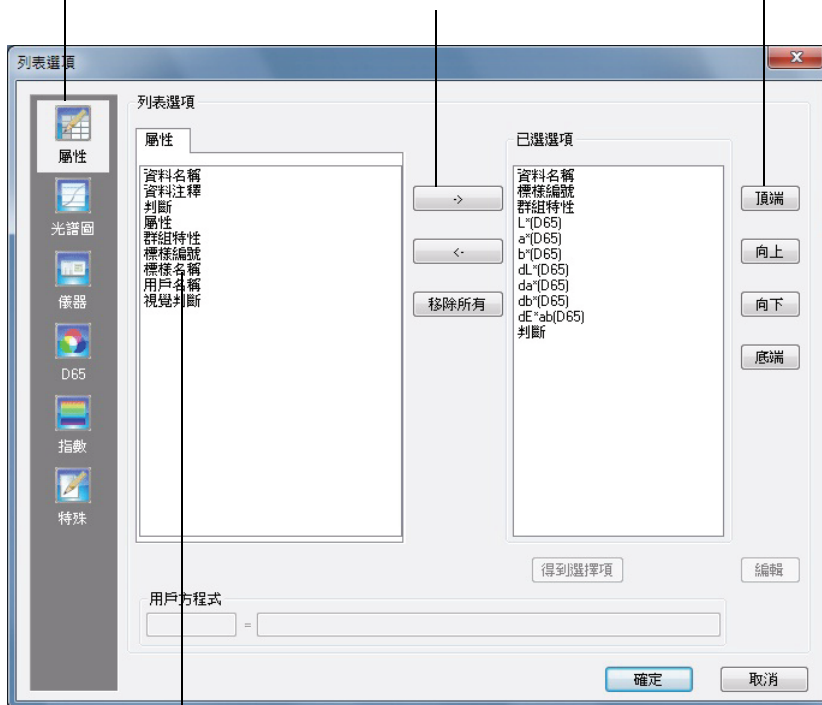 列表選項
x
屬性
光譜圖
儀器
D65
指數
特殊
列表選項
屬性
資料名稱
資料注釋
判斷
屬性
群組特性
標樣編號
標樣名稱
用戶名稱
視覺判斷
->
<-
移除所有
已選選項
資料名稱
標樣編號
群組特性
L*(D65)
a*(D65)
b*(D65)
dL*(D65)
da*(D65)
db*(D65)
dE*ab(D65)
判斷
頂端
向上
向下
底端
得到選擇項
編輯
用戶方程式
=
確定
取消